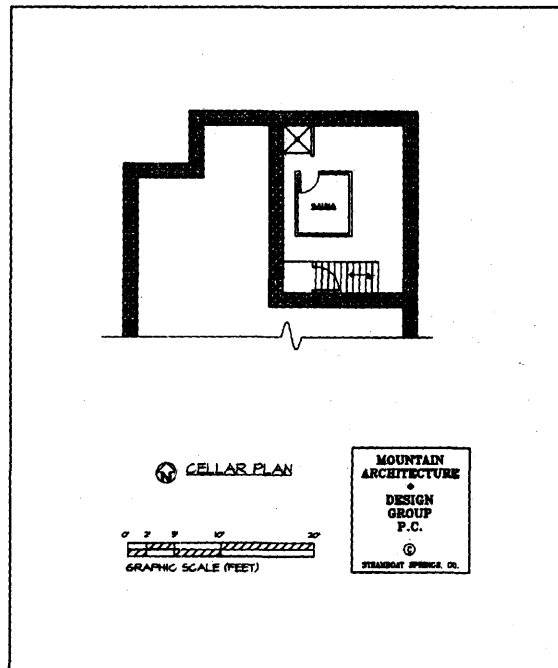 SAUNA
N CELLAR PLAN
0' 2' 5' 10' 20'
GRAPHIC SCALE (FEET)
MOUNTAIN
ARCHITECTURE
DESIGN
GROUP
P.C.
©
STEAMBOAT SPRINGS, CO.